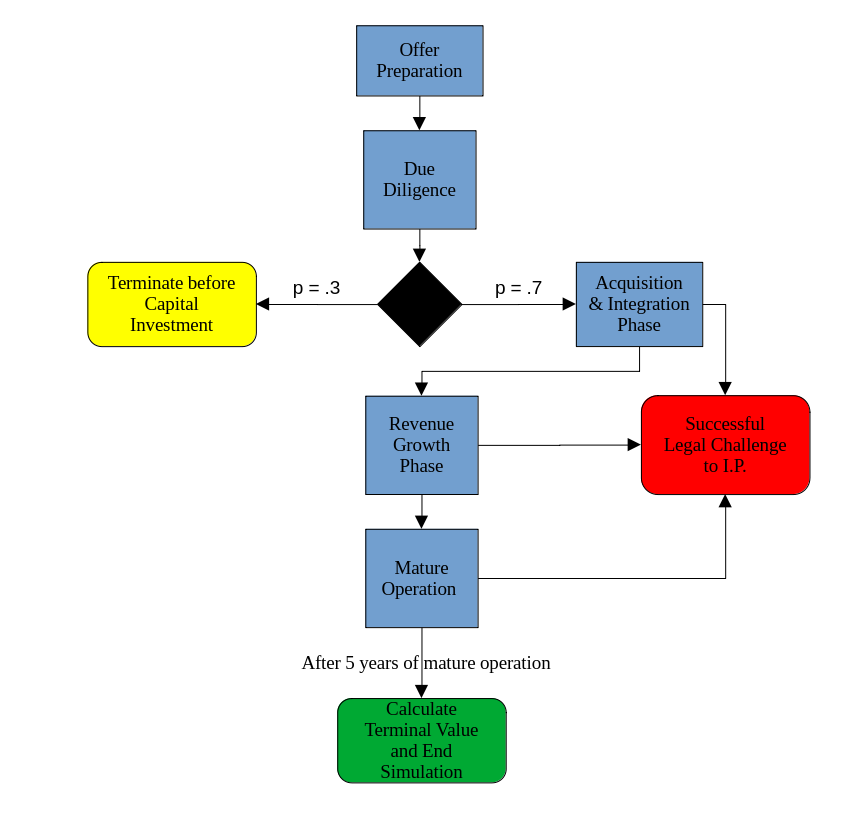 Offer
Preparation
Due
Diligence
Terminate before
Capital
Investment
p = .3
p = .7
Acquisition
& Integration
Phase
Revenue
Growth
Phase
Successful
Legal Challenge
to I.P.
Mature
Operation
After 5 years of mature operation
Calculate
Terminal Value
and End
Simulation